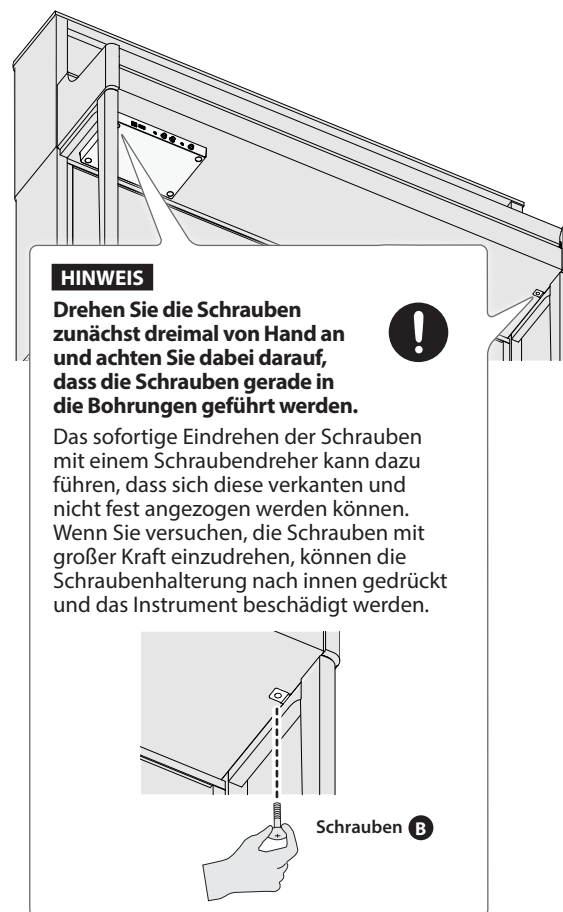 HINWEIS
Drehen Sie die Schrauben
zunächst dreimal von Hand an
und achten Sie dabei darauf,
dass die Schrauben gerade in
die Bohrungen geführt werden.
Das sofortige Eindrehen der Schrauben
mit einem Schraubendreher kann dazu
führen, dass sich diese verkanten und
nicht fest angezogen werden können.
Wenn Sie versuchen, die Schrauben mit
großer Kraft einzudrehen, können die
Schraubenhalterung nach innen gedrückt
und das Instrument beschädigt werden.
Schrauben B